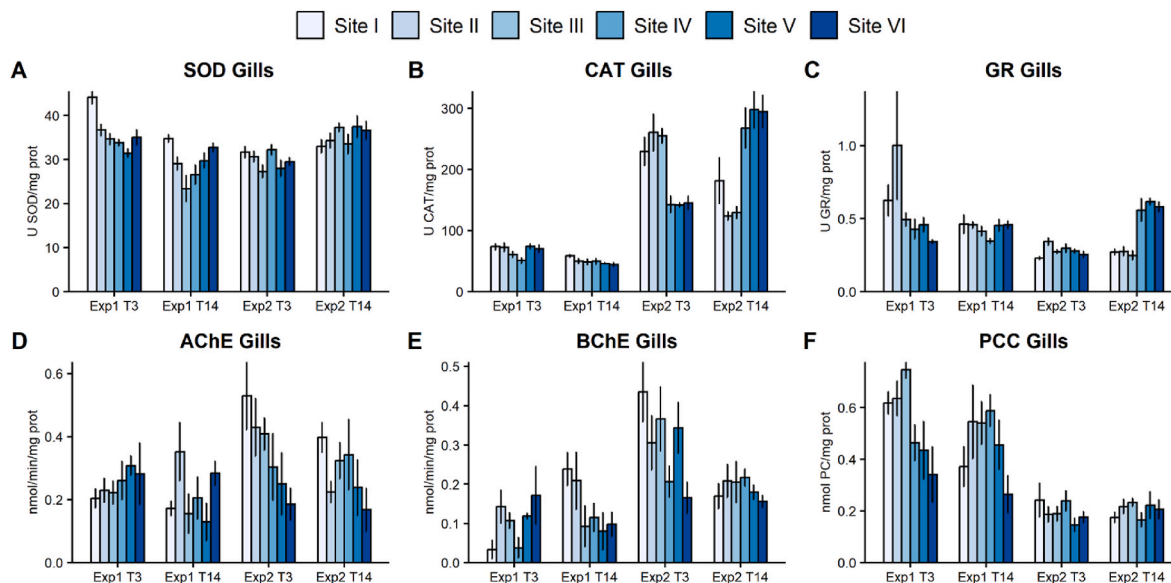 Site I Site II Site III Site IV Site V Site VI
A SOD Gills
U SOD/mg prot
40
30
20
10
0
Exp1 T3 Exp1 T14 Exp2 T3 Exp2 T14
B CAT Gills
U CAT/mg prot
300
200
100
0
Exp1 T3 Exp1 T14 Exp2 T3 Exp2 T14
C GR Gills
U GR/mg prot
1.0
0.5
0.0
Exp1 T3 Exp1 T14 Exp2 T3 Exp2 T14
D AChE Gills
nmol/min/mg prot
0.6
0.4
0.2
0.0
Exp1 T3 Exp1 T14 Exp2 T3 Exp2 T14
E BChE Gills
nmol/min/mg prot
0.5
0.4
0.3
0.2
0.1
0.0
Exp1 T3 Exp1 T14 Exp2 T3 Exp2 T14
F PCC Gills
nmol PC/mg prot
0.6
0.4
0.2
0.0
Exp1 T3 Exp1 T14 Exp2 T3 Exp2 T14